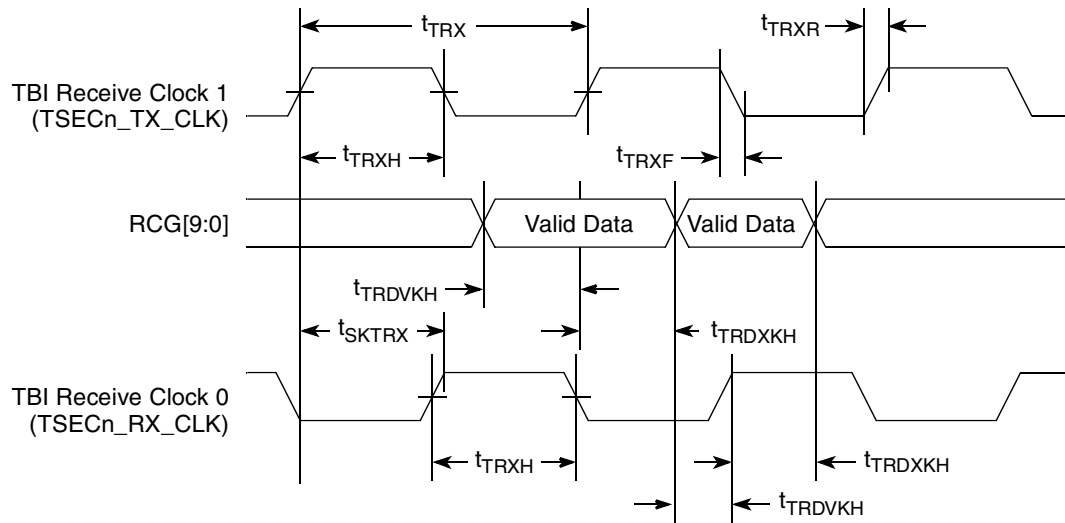 tTRX
tTRXR
TBI Receive Clock 1
(TSECn_TX_CLK)
tTRXH
tTRXF
RCG[9:0]
Valid Data
Valid Data
tTRDVKH
tSKTRX
tTRDXKH
TBI Receive Clock 0
(TSECn_RX_CLK)
tTRXH
tTRDXKH
tTRDVKH